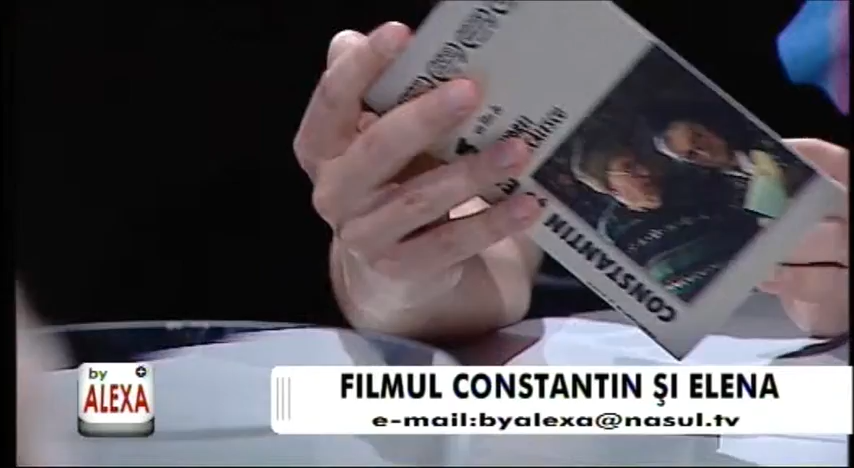 CONSTANTIN
by
ALEXA
FILMUL CONSTANTIN ŞI ELENA
e-mail:byalexa@nasul.tv